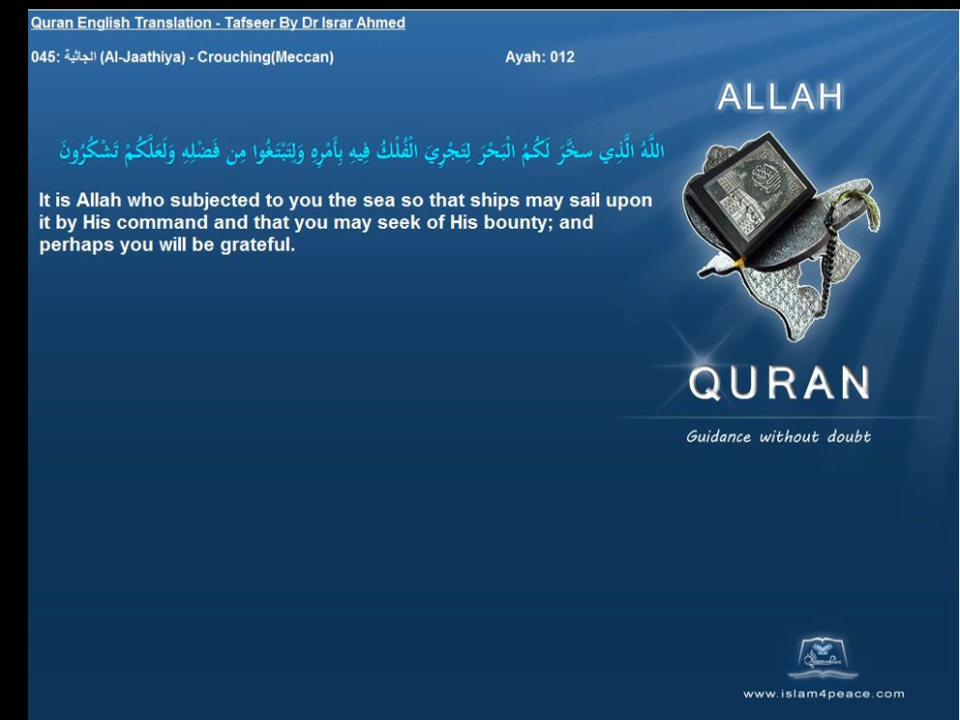 Quran English Translation - Tafseer By Dr Israr Ahmed
045: الجاثية (Al-Jaathiya) - Crouching(Meccan) Ayah: 012
ALLAH
اللَّهُ الَّذِي سخَّرَ لَكُمُ الْبَحْرَ لِتَجْرِيَ الْفُلْكُ فِيهِ بِأَمْرِهِ وَلِتَبْتَغُوا مِن فَضْلِهِ وَلَعَلَّكُمْ تَشْكُرُونَ
It is Allah who subjected to you the sea so that ships may sail upon
it by His command and that you may seek of His bounty; and
perhaps you will be grateful.
QURAN
Guidance without doubt
www.islam4peace.com